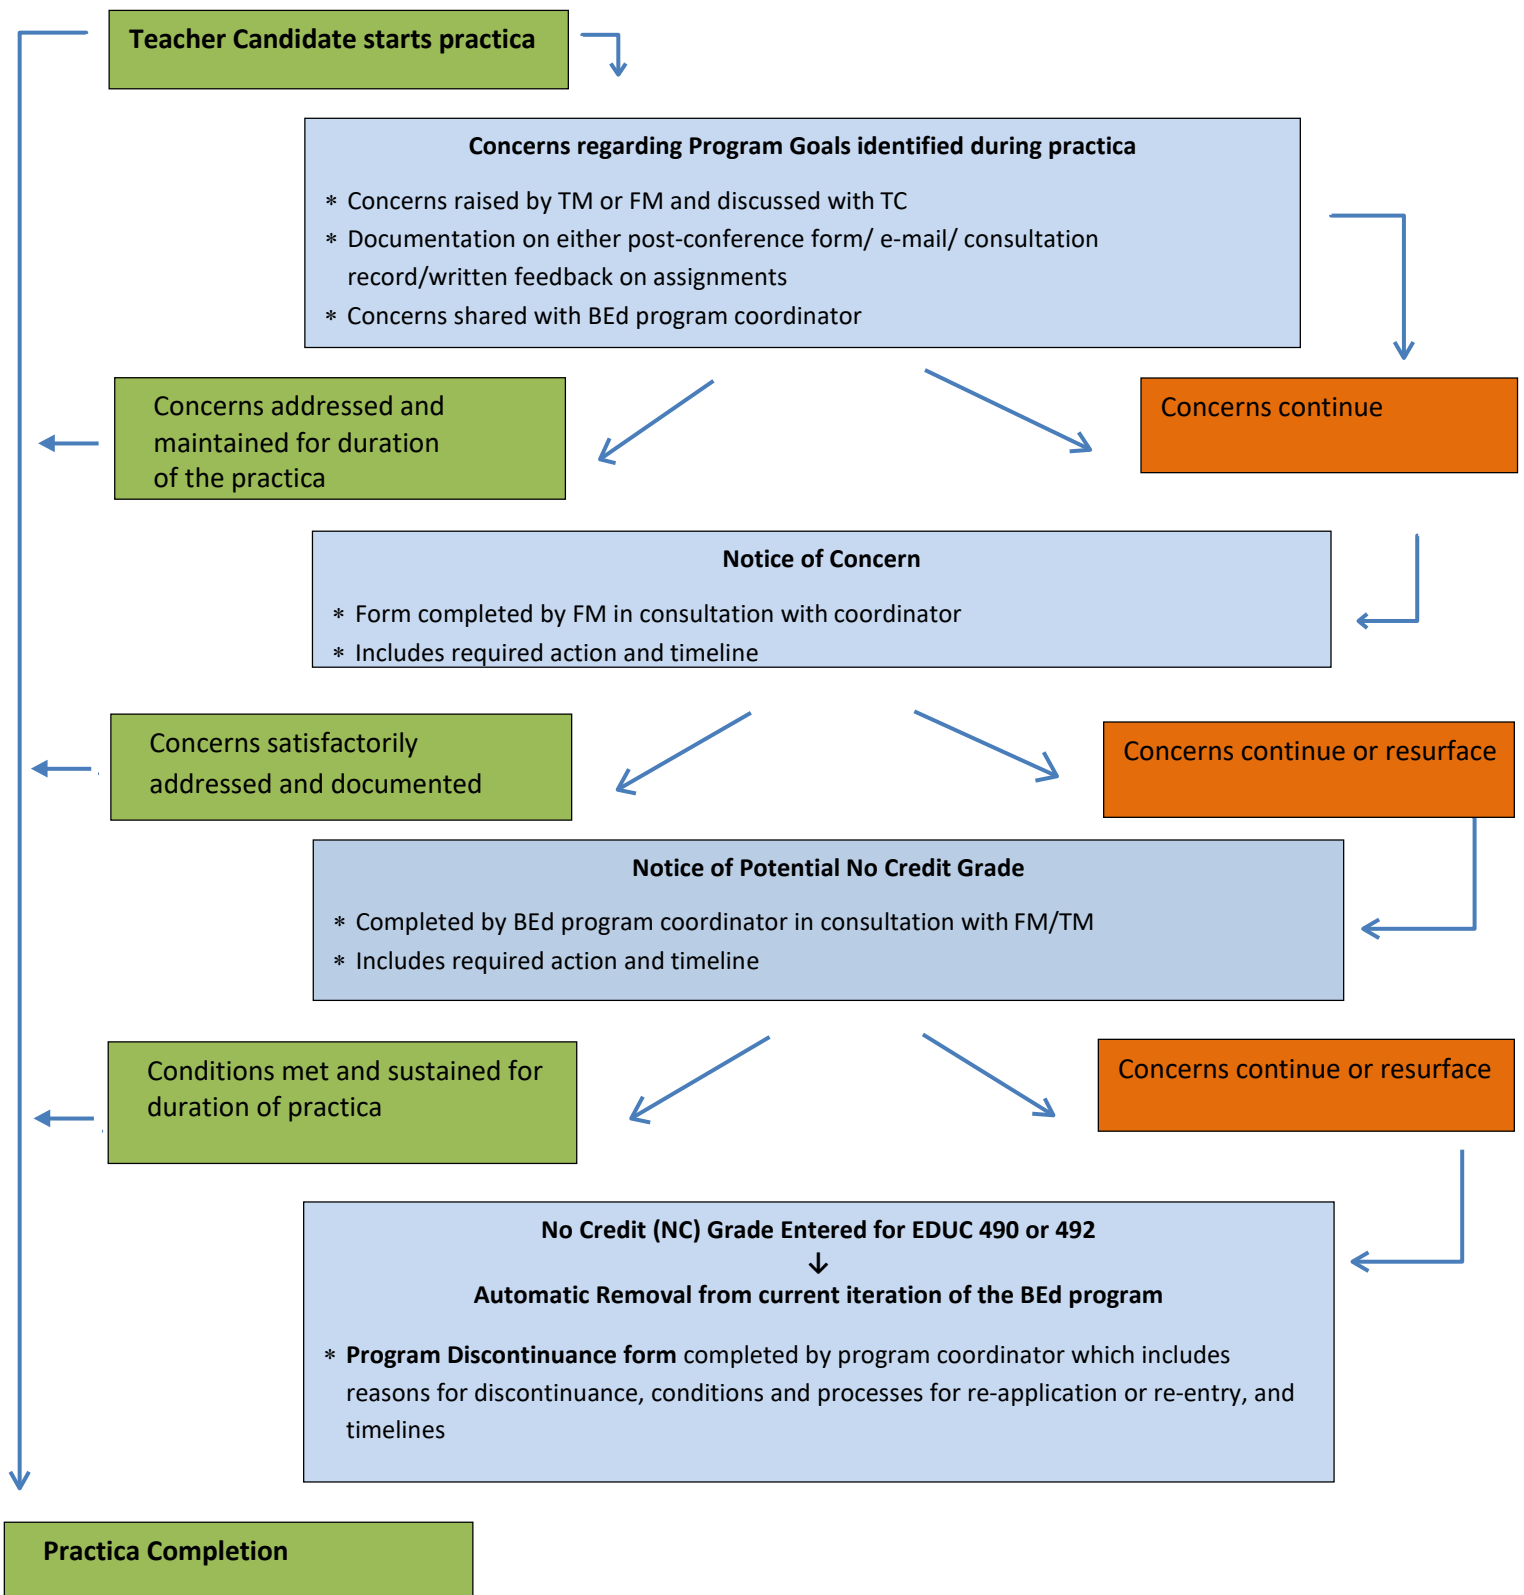 Teacher Candidate starts practica
Concerns regarding Program Goals identified during practica
* Concerns raised by TM or FM and discussed with TC
* Documentation on either post-conference form/ e-mail/ consultation
record/written feedback on assignments
* Concerns shared with BEd program coordinator
Concerns addressed and
maintained for duration
of the practica
Concerns continue
Notice of Concern
* Form completed by FM in consultation with coordinator
* Includes required action and timeline
Concerns satisfactorily
addressed and documented
Concerns continue or resurface
Notice of Potential No Credit Grade
* Completed by BEd program coordinator in consultation with FM/TM
* Includes required action and timeline
Conditions met and sustained for
duration of practica
Concerns continue or resurface
No Credit (NC) Grade Entered for EDUC 490 or 492
↓
Automatic Removal from current iteration of the BEd program
* Program Discontinuance form completed by program coordinator which includes
reasons for discontinuance, conditions and processes for re-application or re-entry, and
timelines
Practica Completion